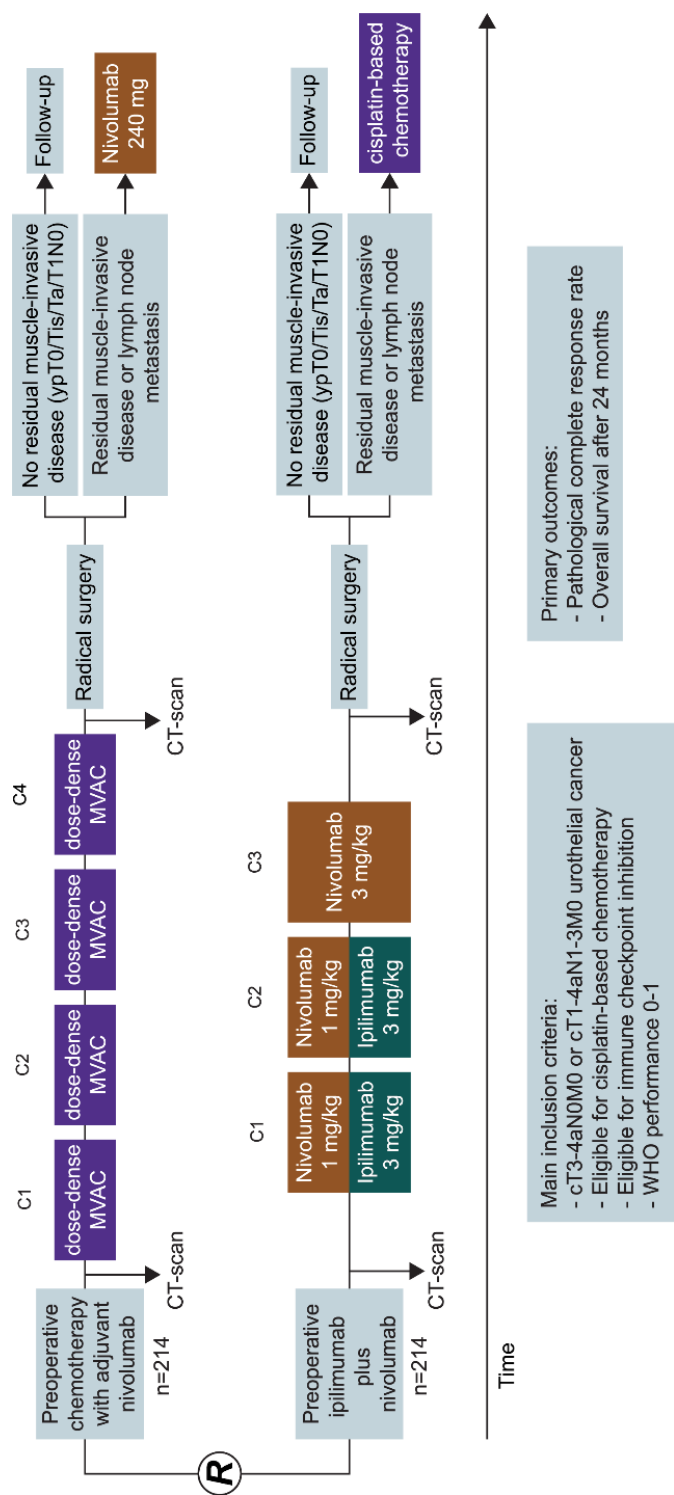 R
Preoperative
chemotherapy
with adjuvant
nivolumab
n=214
CT-scan
C1
dose-dense
MVAC
C2
dose-dense
MVAC
C3
dose-dense
MVAC
C4
dose-dense
MVAC
CT-scan
Radical surgery
No residual muscle-invasive
disease (ypT0/Tis/Ta/T1N0)
Follow-up
Residual muscle-invasive
disease or lymph node
metastasis
Nivolumab
240 mg
Preoperative
ipilimumab
plus
nivolumab
n=214
CT-scan
C1
Nivolumab
1 mg/kg
Ipilimumab
3 mg/kg
C2
Nivolumab
1 mg/kg
Ipilimumab
3 mg/kg
C3
Nivolumab
3 mg/kg
CT-scan
Radical surgery
No residual muscle-invasive
disease (ypT0/Tis/Ta/T1N0)
Follow-up
Residual muscle-invasive
disease or lymph node
metastasis
cisplatin-based
chemotherapy
Time
Main inclusion criteria:
- cT3-4aN0M0 or cT1-4aN1-3M0 urothelial cancer
- Eligible for cisplatin-based chemotherapy
- Eligible for immune checkpoint inhibition
- WHO performance 0-1
Primary outcomes:
- Pathological complete response rate
- Overall survival after 24 months